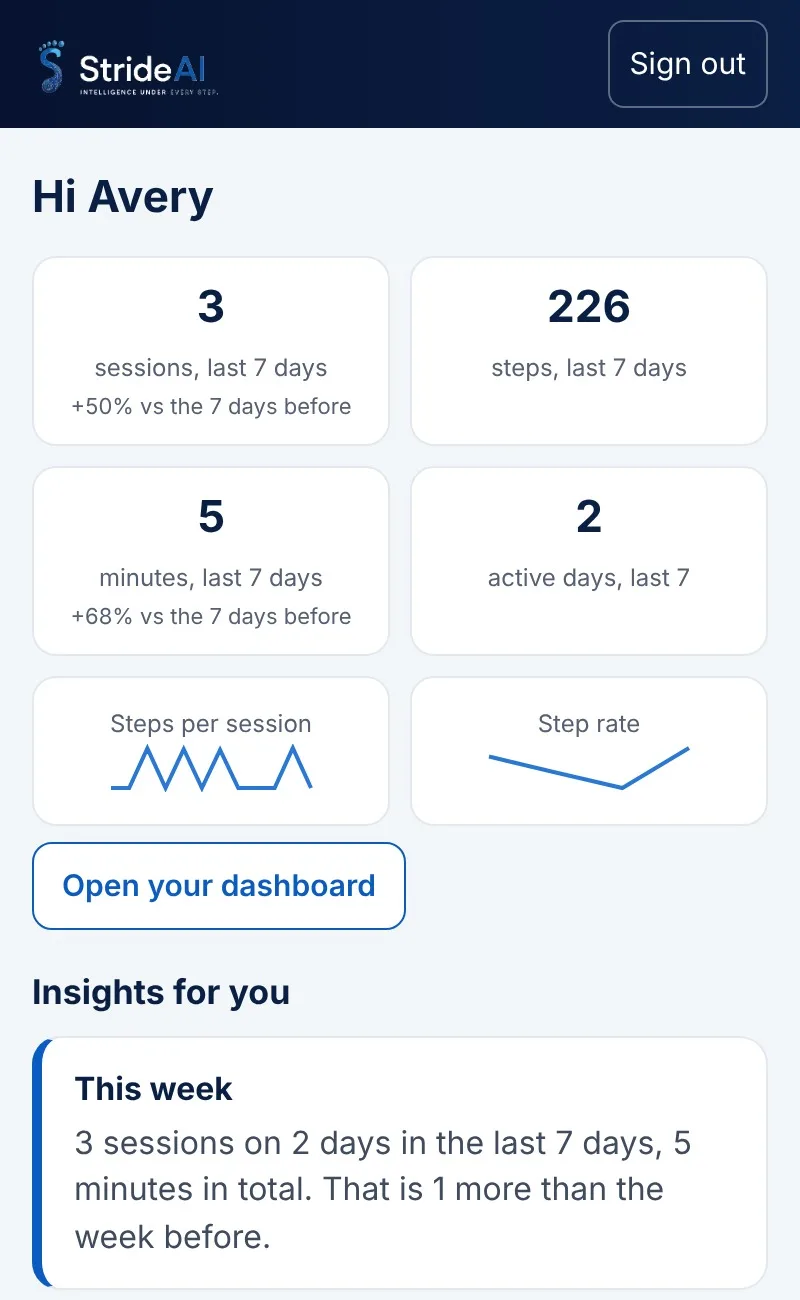 StrideAI
INTELLIGENCE UNDER EVERY STEP.
Sign out
Hi Avery
3
sessions, last 7 days
+50% vs the 7 days before
226
steps, last 7 days
5
minutes, last 7 days
+68% vs the 7 days before
2
active days, last 7
Steps per session
Step rate
Open your dashboard
Insights for you
This week
3 sessions on 2 days in the last 7 days, 5
minutes in total. That is 1 more than the
week before.